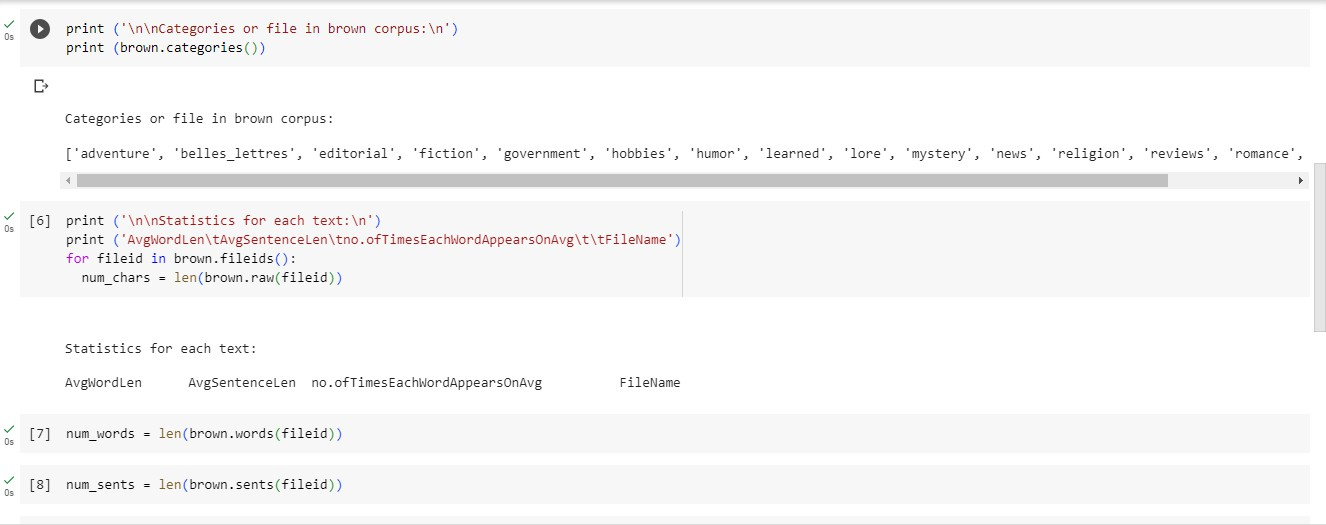 0s
print ('\n\nCategories or file in brown corpus:\n')
print (brown.categories())
Categories or file in brown corpus:
['adventure', 'belles_lettres', 'editorial', 'fiction', 'government', 'hobbies', 'humor', 'learned', 'lore', 'mystery', 'news', 'religion', 'reviews', 'romance',
0s
[6] print ('\n\nStatistics for each text:\n')
print ('AvgWordLen\tAvgSentenceLen\tno.ofTimesEachWordAppearsOnAvg\t\tFileName')
for fileid in brown.fileids():
num_chars = len(brown.raw(fileid))
Statistics for each text:
AvgWordLen AvgSentenceLen no.ofTimesEachWordAppearsOnAvg FileName
0s
[7] num_words = len(brown.words(fileid))
0s
[8] num_sents = len(brown.sents(fileid))